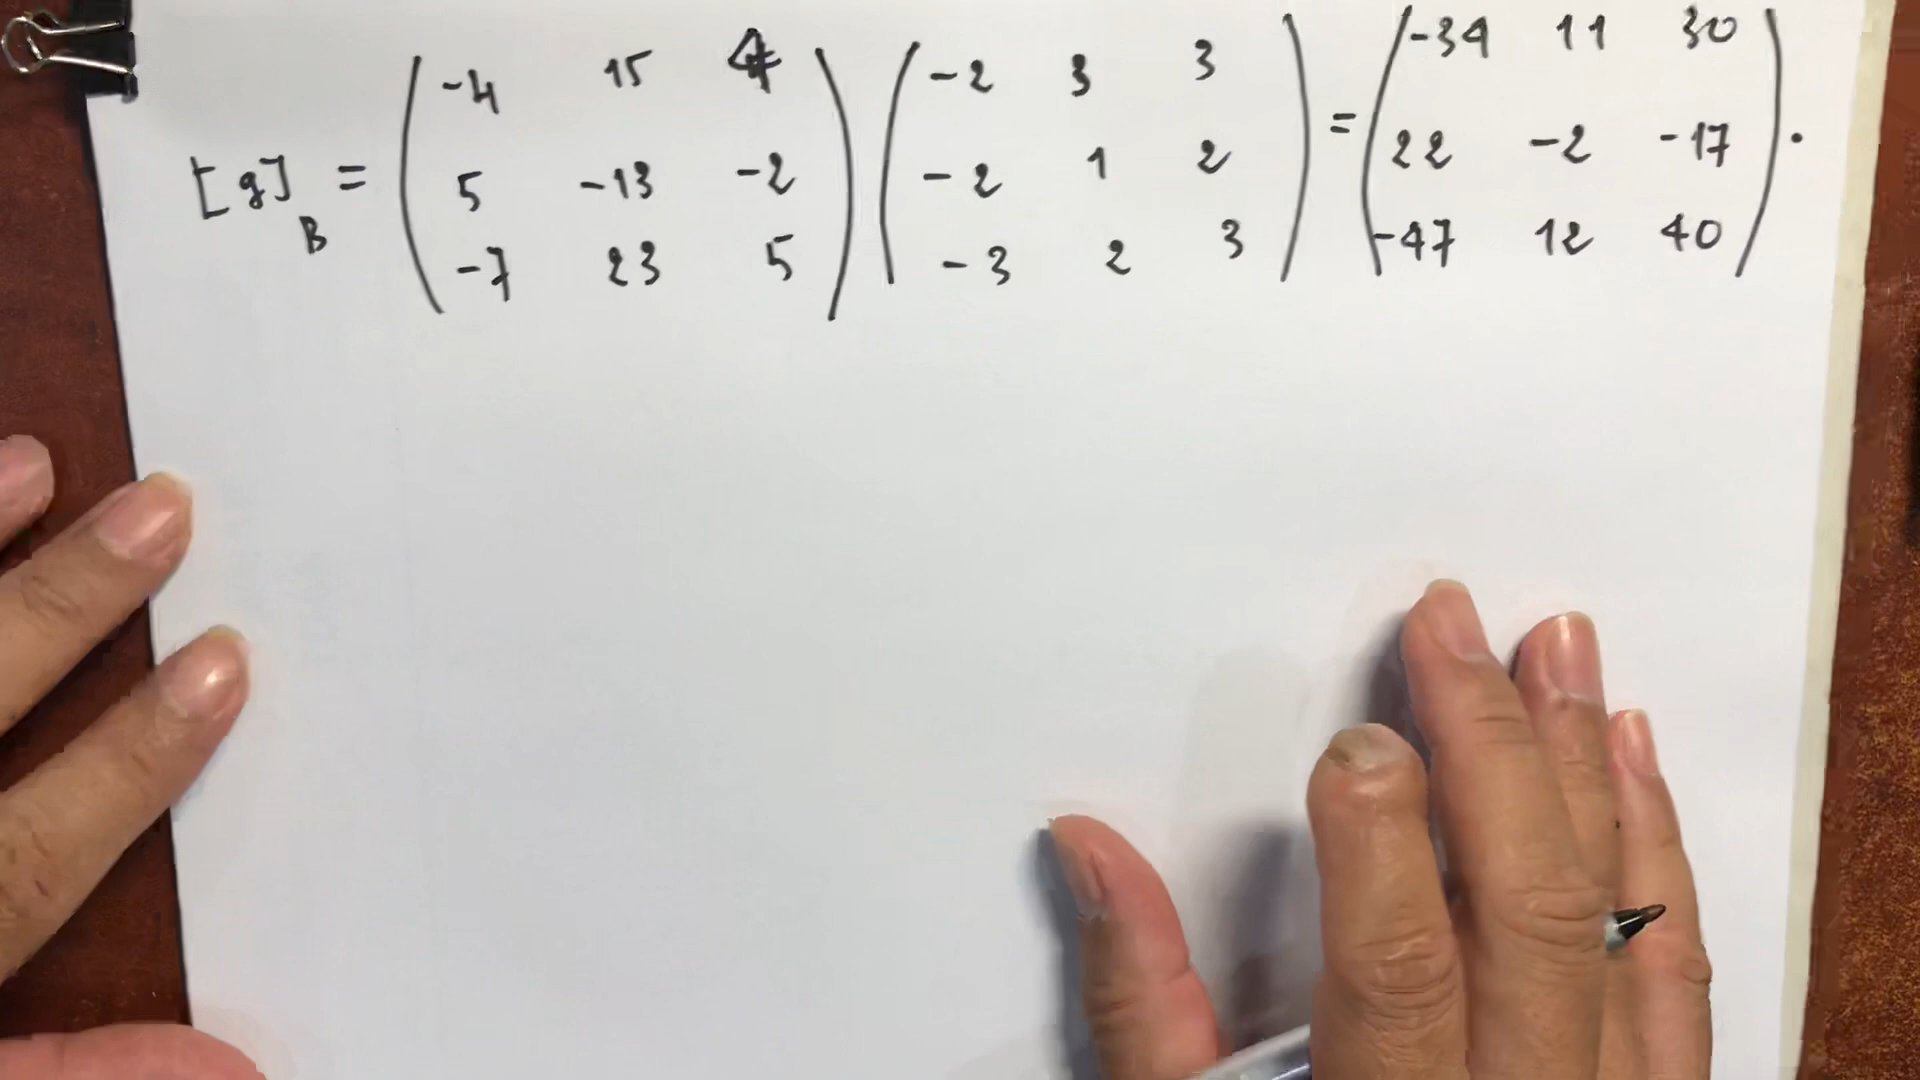 [g]_B = ( -4 15 4 ) ( -2 3 3 ) = ( -34 11 30 ) .
( 5 -13 -2 ) ( -2 1 2 ) ( 22 -2 -17 )
( -7 23 5 ) ( -3 2 3 ) ( -47 12 40 )